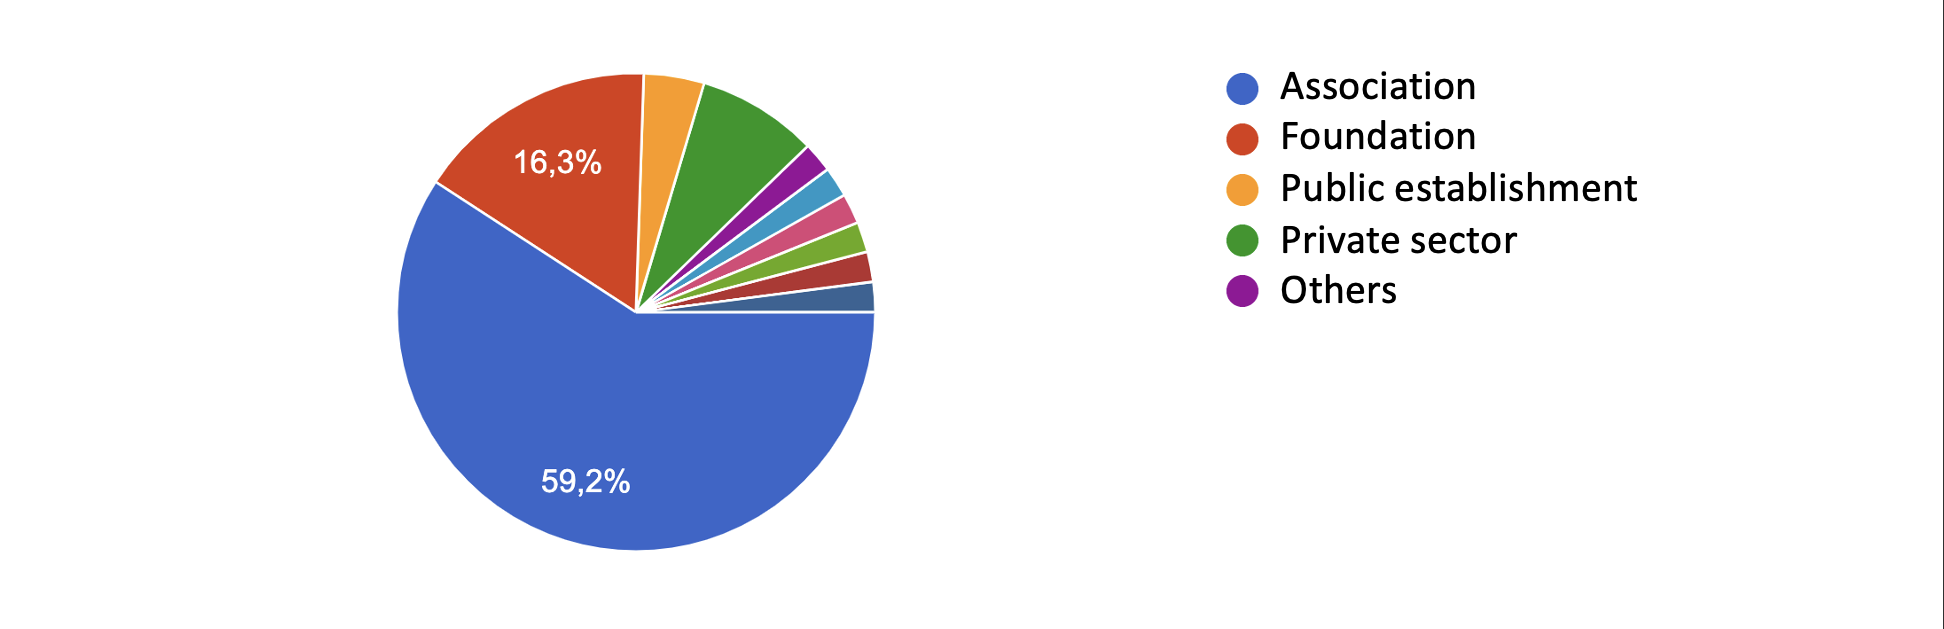 16,3%
59,2%
Association
Foundation
Public establishment
Private sector
Others